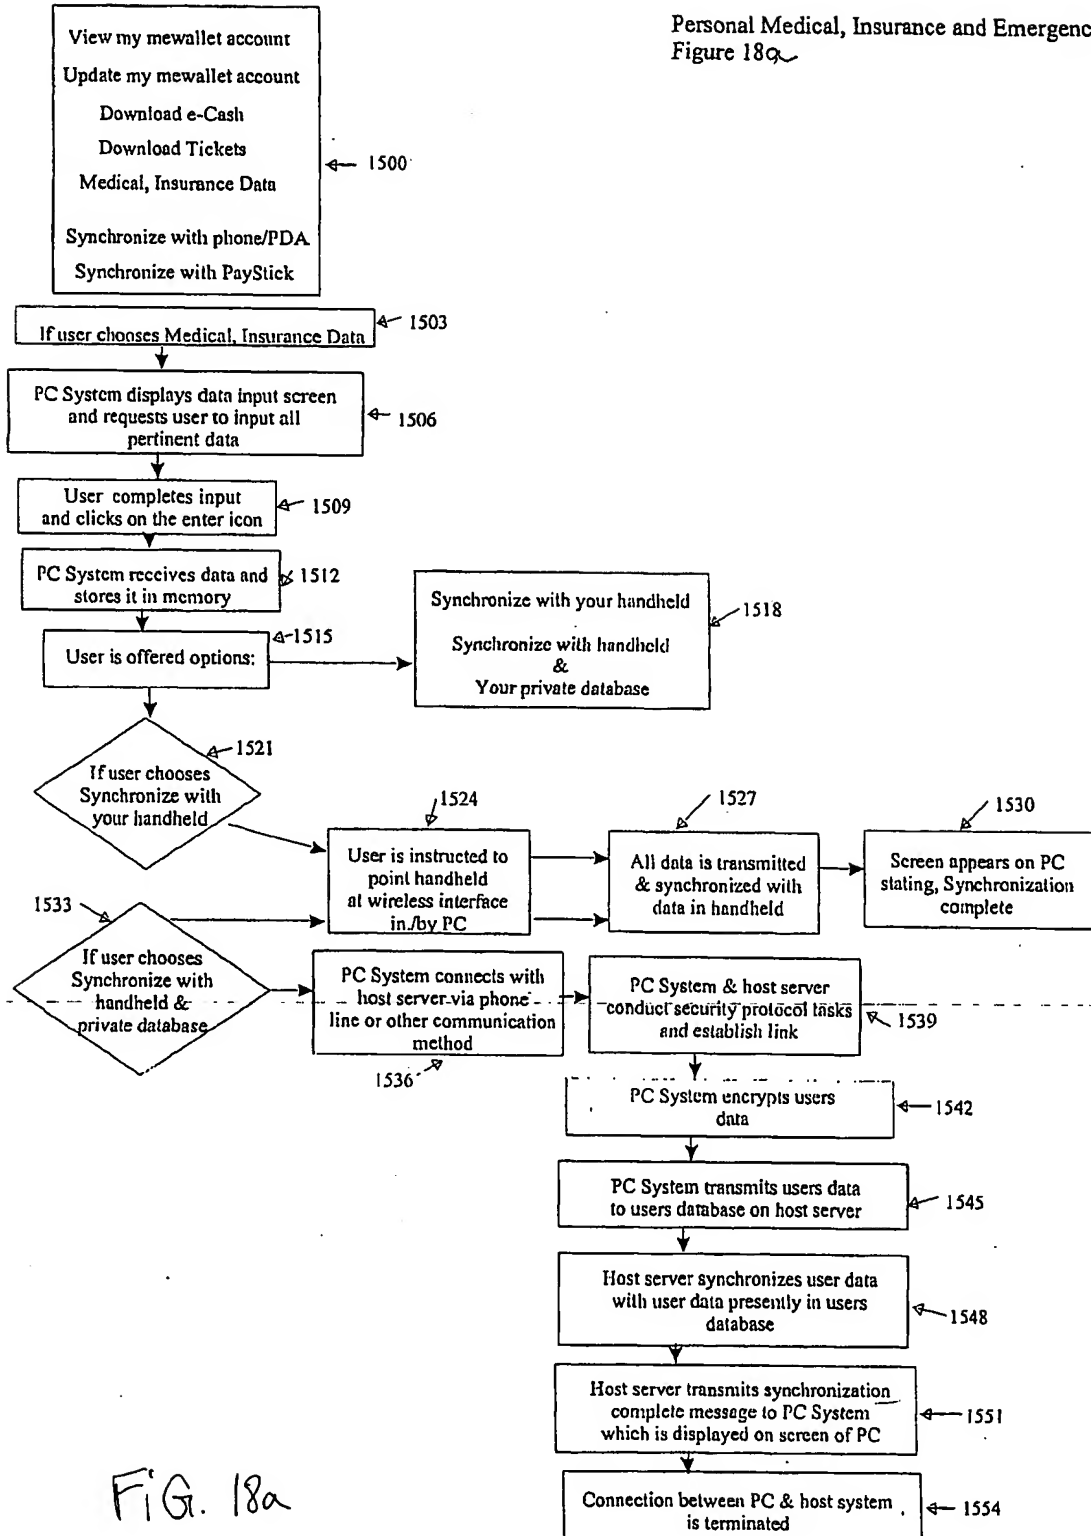 Personal Medical, Insurance and Emergenc
Figure 18a
View my mewallet account
Update my mewallet account
Download e-Cash
Download Tickets
Medical, Insurance Data
Synchronize with phone/PDA
Synchronize with PayStick
1500
If user chooses Medical, Insurance Data
1503
PC System displays data input screen
and requests user to input all
pertinent data
1506
User completes input
and clicks on the enter icon
1509
PC System receives data and
stores it in memory
1512
User is offered options:
1515
Synchronize with your handheld
Synchronize with handheld
&
Your private database
1518
If user chooses
Synchronize with
your handheld
1521
User is instructed to
point handheld
at wireless interface
in./by PC
1524
All data is transmitted
& synchronized with
data in handheld
1527
Screen appears on PC
stating, Synchronization
complete
1530
If user chooses
Synchronize with
handheld &
private database
1533
PC System connects with
host server via phone
line or other communication
method
1536
PC System & host server
conduct security protocol tasks
and establish link
1539
PC System encrypts users
data
1542
PC System transmits users data
to users database on host server
1545
Host server synchronizes user data
with user data presently in users
database
1548
Host server transmits synchronization
complete message to PC System
which is displayed on screen of PC
1551
Connection between PC & host system
is terminated
1554
FiG. 18a